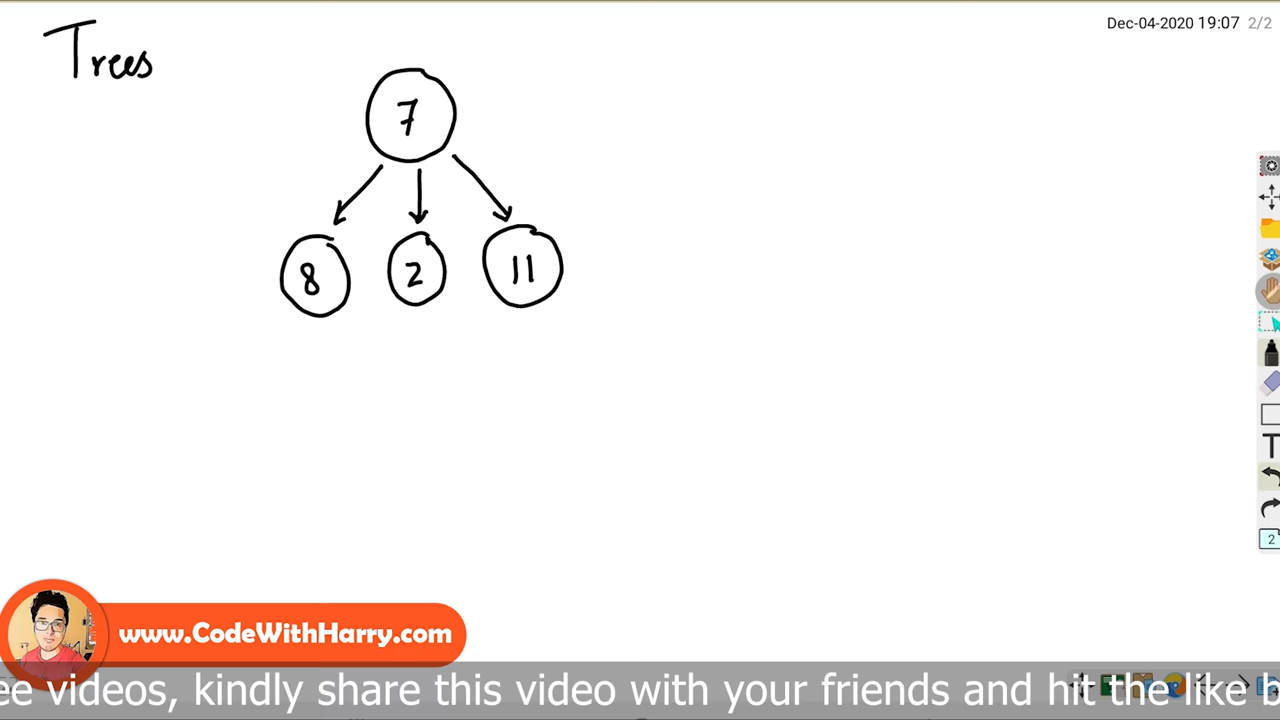 Dec-04-2020 19:07 2/2
Trees
7
8 2 11
T
2
www.CodeWithHarry.com
ee videos, kindly share this video with your friends and hit the like b